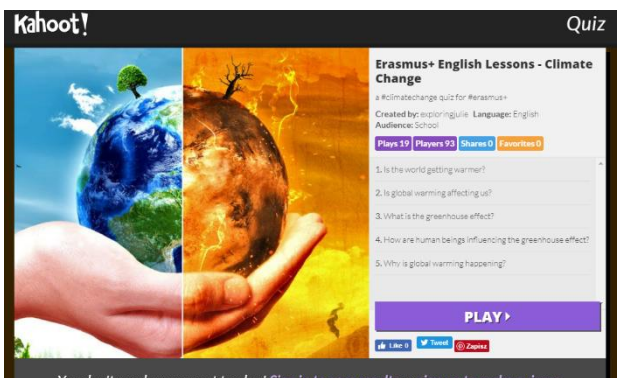 Kahoot!
Quiz
Erasmus+ English Lessons - Climate
Change
a #climatechange quiz for #erasmus+
Created by: exploringjulie Language: English
Audience: School
Plays 19 Players 93 Shares 0 Favorites 0
1. Is the world getting warmer?
2. Is global warming affecting us?
3. What is the greenhouse effect?
4. How are human beings influencing the greenhouse effect?
5. Why is global warming happening?
PLAY
Like 0 Tweet Zapisz